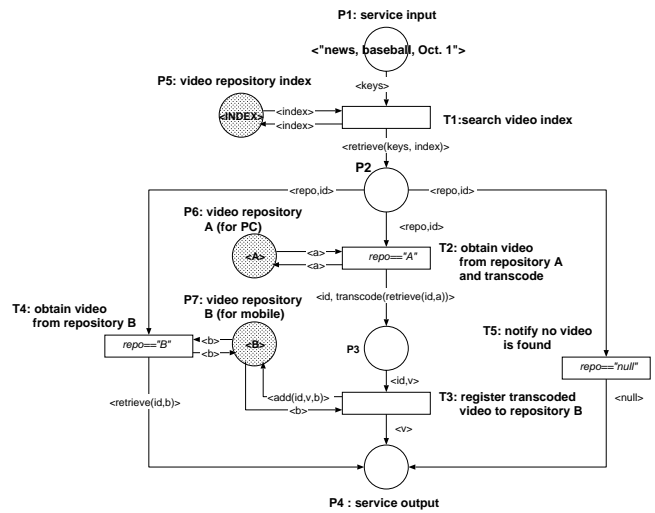 P1: service input
<"news, baseball, Oct. 1">
P5: video repository index
<keys>
<INDEX>
<index>
<index>
T1:search video index
<retrieve(keys, index)>
P2
<repo,id>
<repo,id>
P6: video repository
A (for PC)
<repo,id>
<A>
<a>
<a>
repo=="A"
T2: obtain video
from repository A
and transcode
P7: video repository
B (for mobile)
<id, transcode(retrieve(id,a))>
T4: obtain video
from repository B
repo=="B"
<b>
<b>
<B>
P3
T5: notify no video
is found
repo=="null"
<id,v>
<retrieve(id,b)>
<add(id,v,b)>
<b>
T3: register transcoded
video to repository B
<null>
<v>
P4 : service output